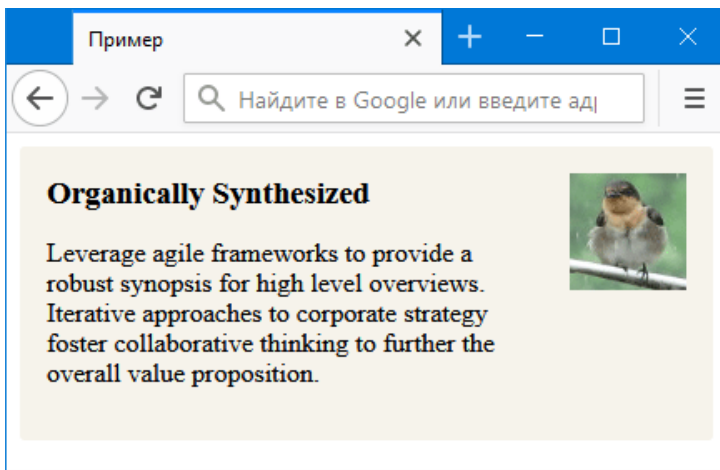 Пример
Найдите в Google или введите адр
Organically Synthesized
Leverage agile frameworks to provide a
robust synopsis for high level overviews.
Iterative approaches to corporate strategy
foster collaborative thinking to further the
overall value proposition.